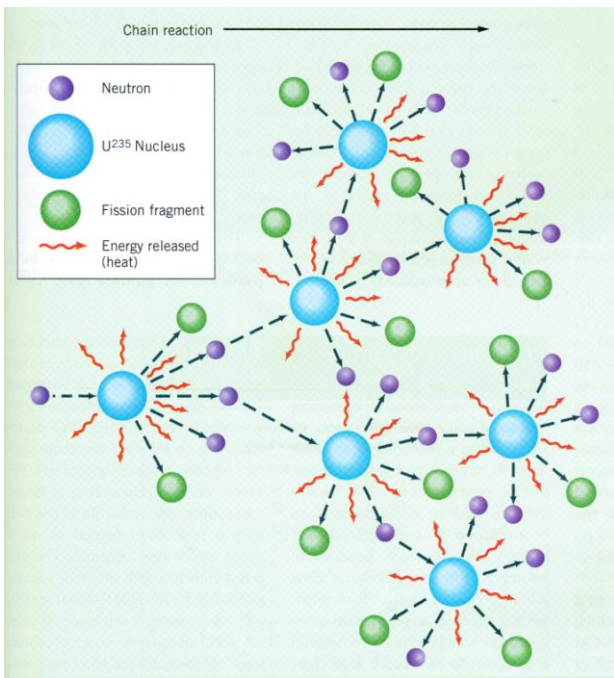 Chain reaction
Neutron
U²³⁵ Nucleus
Fission fragment
Energy released
(heat)